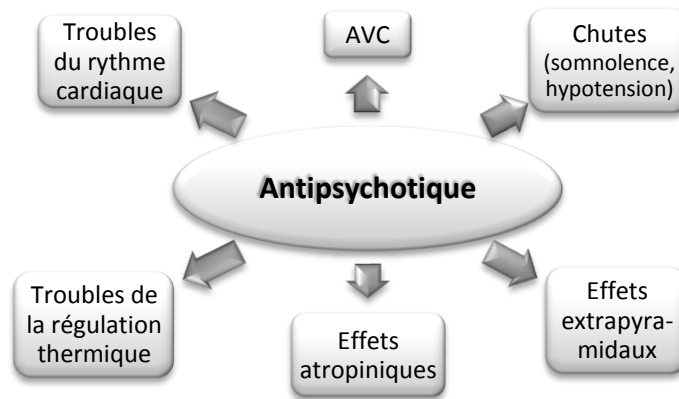 Troubles
du rythme
cardiaque
AVC
Chutes
(somnolence,
hypotension)
Antipsychotique
Troubles de
la régulation
thermique
Effets
atropiniques
Effets
extrapyra-
midaux